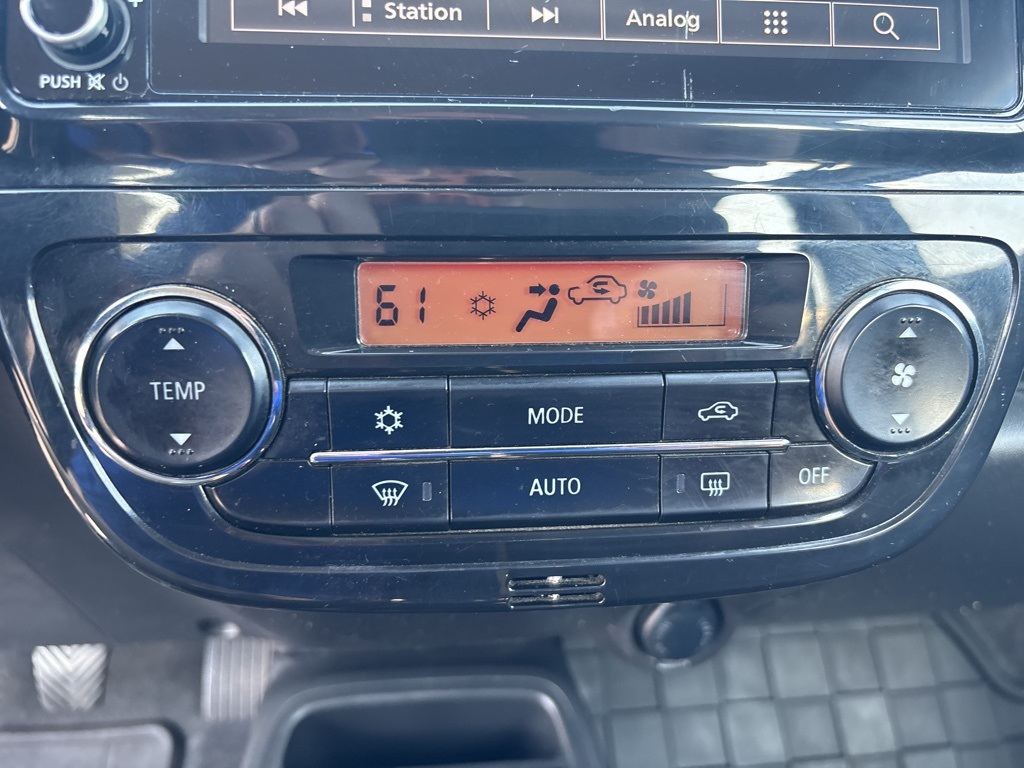 Station
Analog
PUSH
61
TEMP
MODE
AUTO
OFF